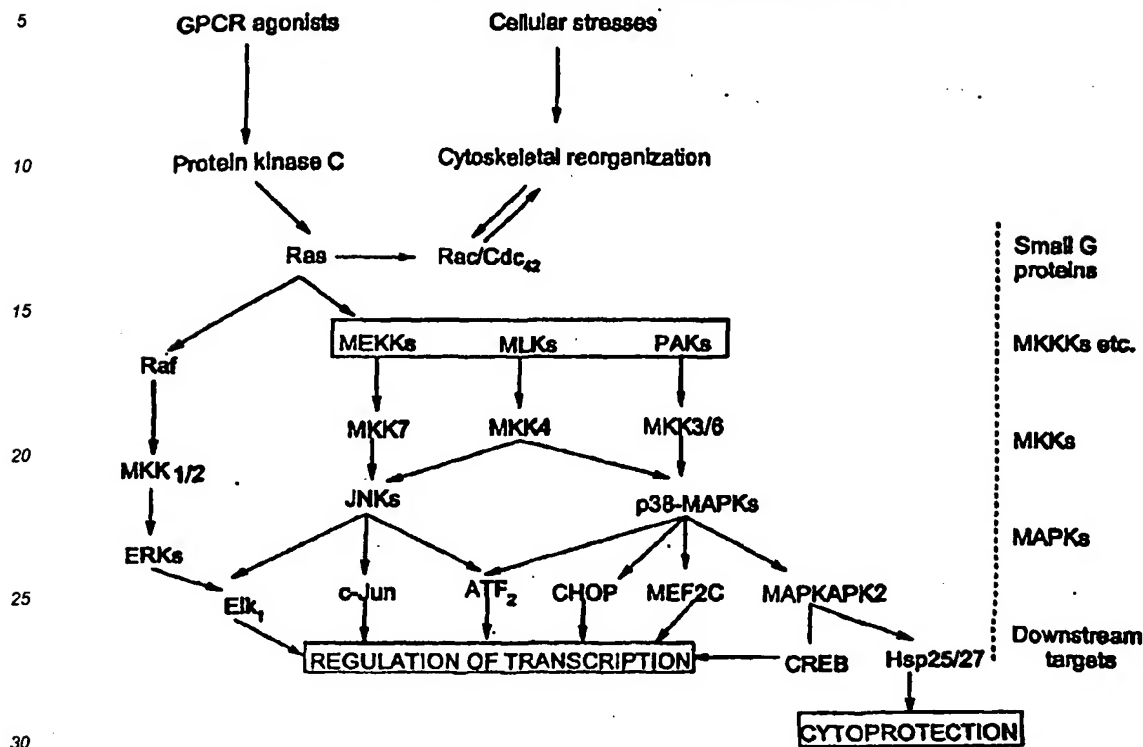 5 GPCR agonists Cellular stresses
10 Protein kinase C Cytoskeletal reorganization
Ras Rac/Cdc42 Small G proteins
15
MEKKs MLKs PAKs MKKKs etc.
Raf
MKK7 MKK4 MKK3/6 MKKs
20
MKK 1/2
JNKs p38-MAPKs
ERKs MAPKs
25 Elk1 c-Jun ATF2 CHOP MEF2C MAPKAPK2
REGULATION OF TRANSCRIPTION CREB Hsp25/27 Downstream targets
CYTOPROTECTION
30